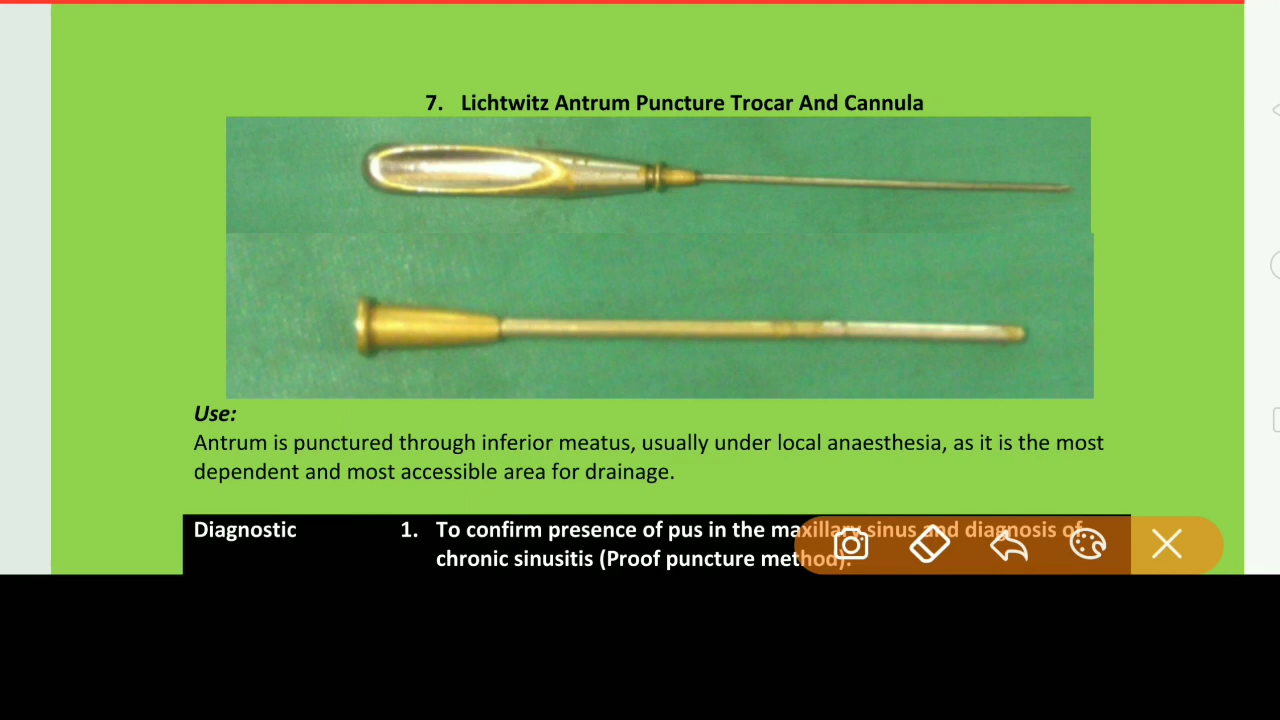 7. Lichtwitz Antrum Puncture Trocar And Cannula
Use:
Antrum is punctured through inferior meatus, usually under local anaesthesia, as it is the most
dependent and most accessible area for drainage.
Diagnostic 1. To confirm presence of pus in the maxillary sinus and diagnosis of
chronic sinusitis (Proof puncture method).